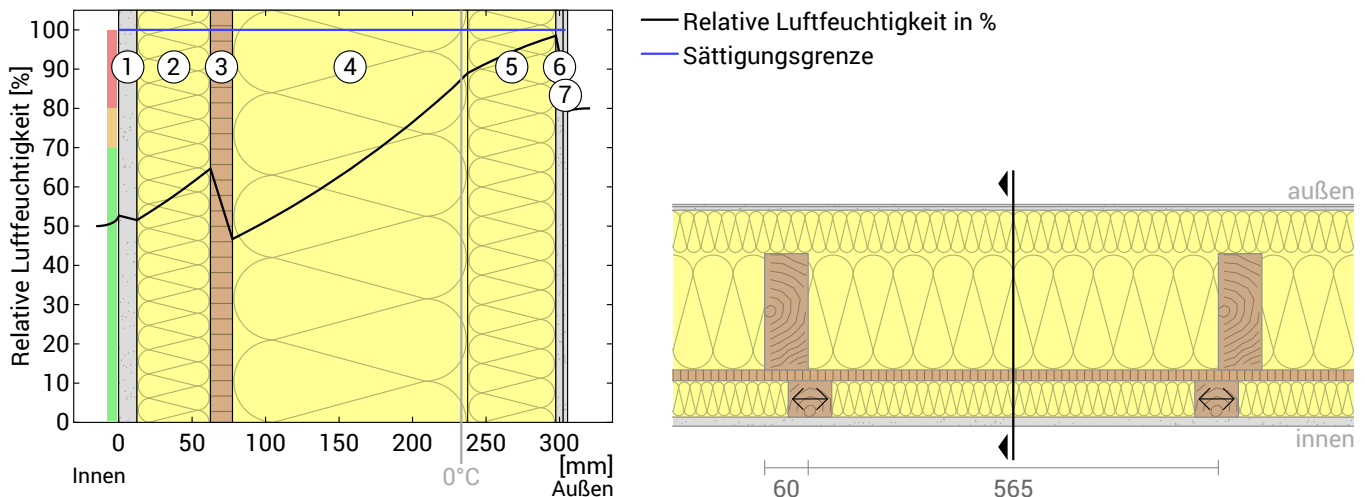 Relative Luftfeuchtigkeit [%]
100
90
80
70
60
50
40
30
20
10
0
1 2 3 4 5 6
7
0 50 100 150 200 250 300
[mm]
Innen 0°C Außen
Relative Luftfeuchtigkeit in %
Sättigungsgrenze
außen
innen
60 565